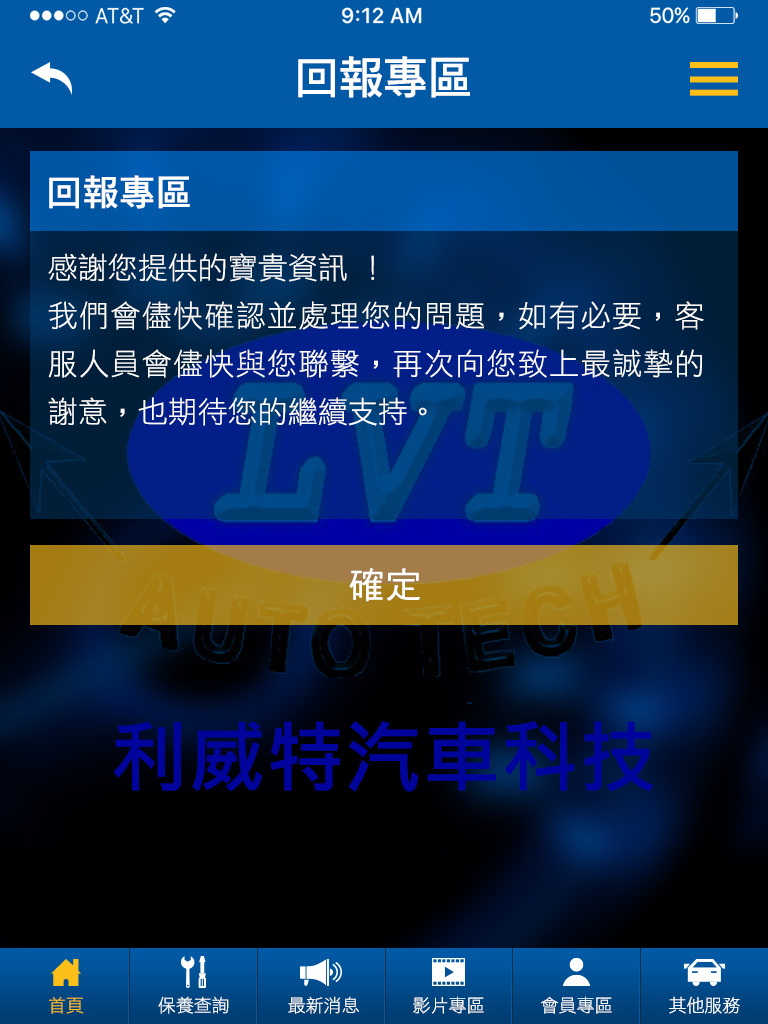 AT&T 9:12 AM 50%
回報專區
回報專區
感謝您提供的寶貴資訊 !
我們會儘快確認並處理您的問題，如有必要，客
服人員會儘快與您聯繫，再次向您致上最誠摯的
謝意，也期待您的繼續支持。
LVT
確定
AUTO TECH
利威特汽車科技
首頁 保養查詢 最新消息 影片專區 會員專區 其他服務